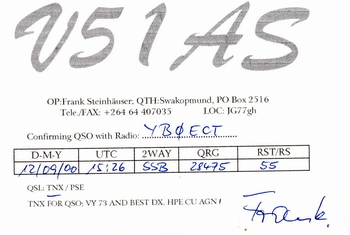 V51AS
OP:Frank Steinhäuser; QTH:Swakopmund, PO Box 2516
Tele./FAX: +264 64 407035 LOC: JG77gh
Confirming QSO with Radio: YBØECT
D-M-Y UTC 2WAY QRG RST/RS
12/09/00 15:26 SSB 28475 55
QSL: TNX / PSE
TNX FOR QSO; VY 73 AND BEST DX. HPE CU AGN !
Frank.